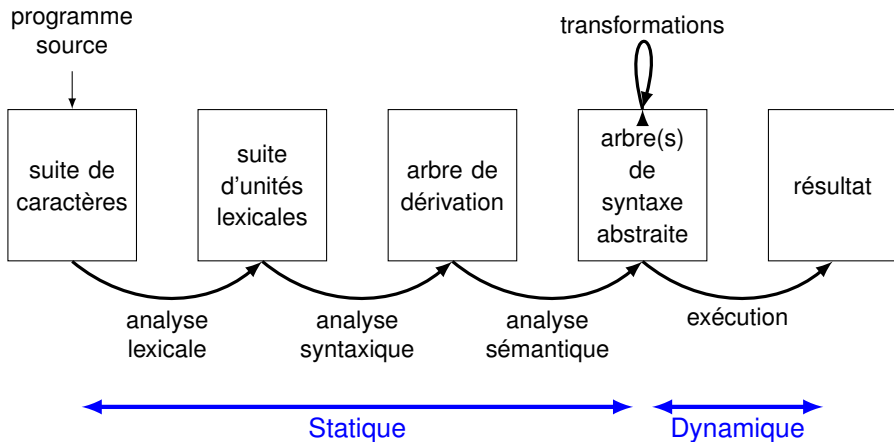 programme
source
transformations
suite de
caractères
suite
d'unités
lexicales
arbre de
dérivation
arbre(s)
de
syntaxe
abstraite
résultat
analyse
lexicale
analyse
syntaxique
analyse
sémantique
exécution
Statique
Dynamique